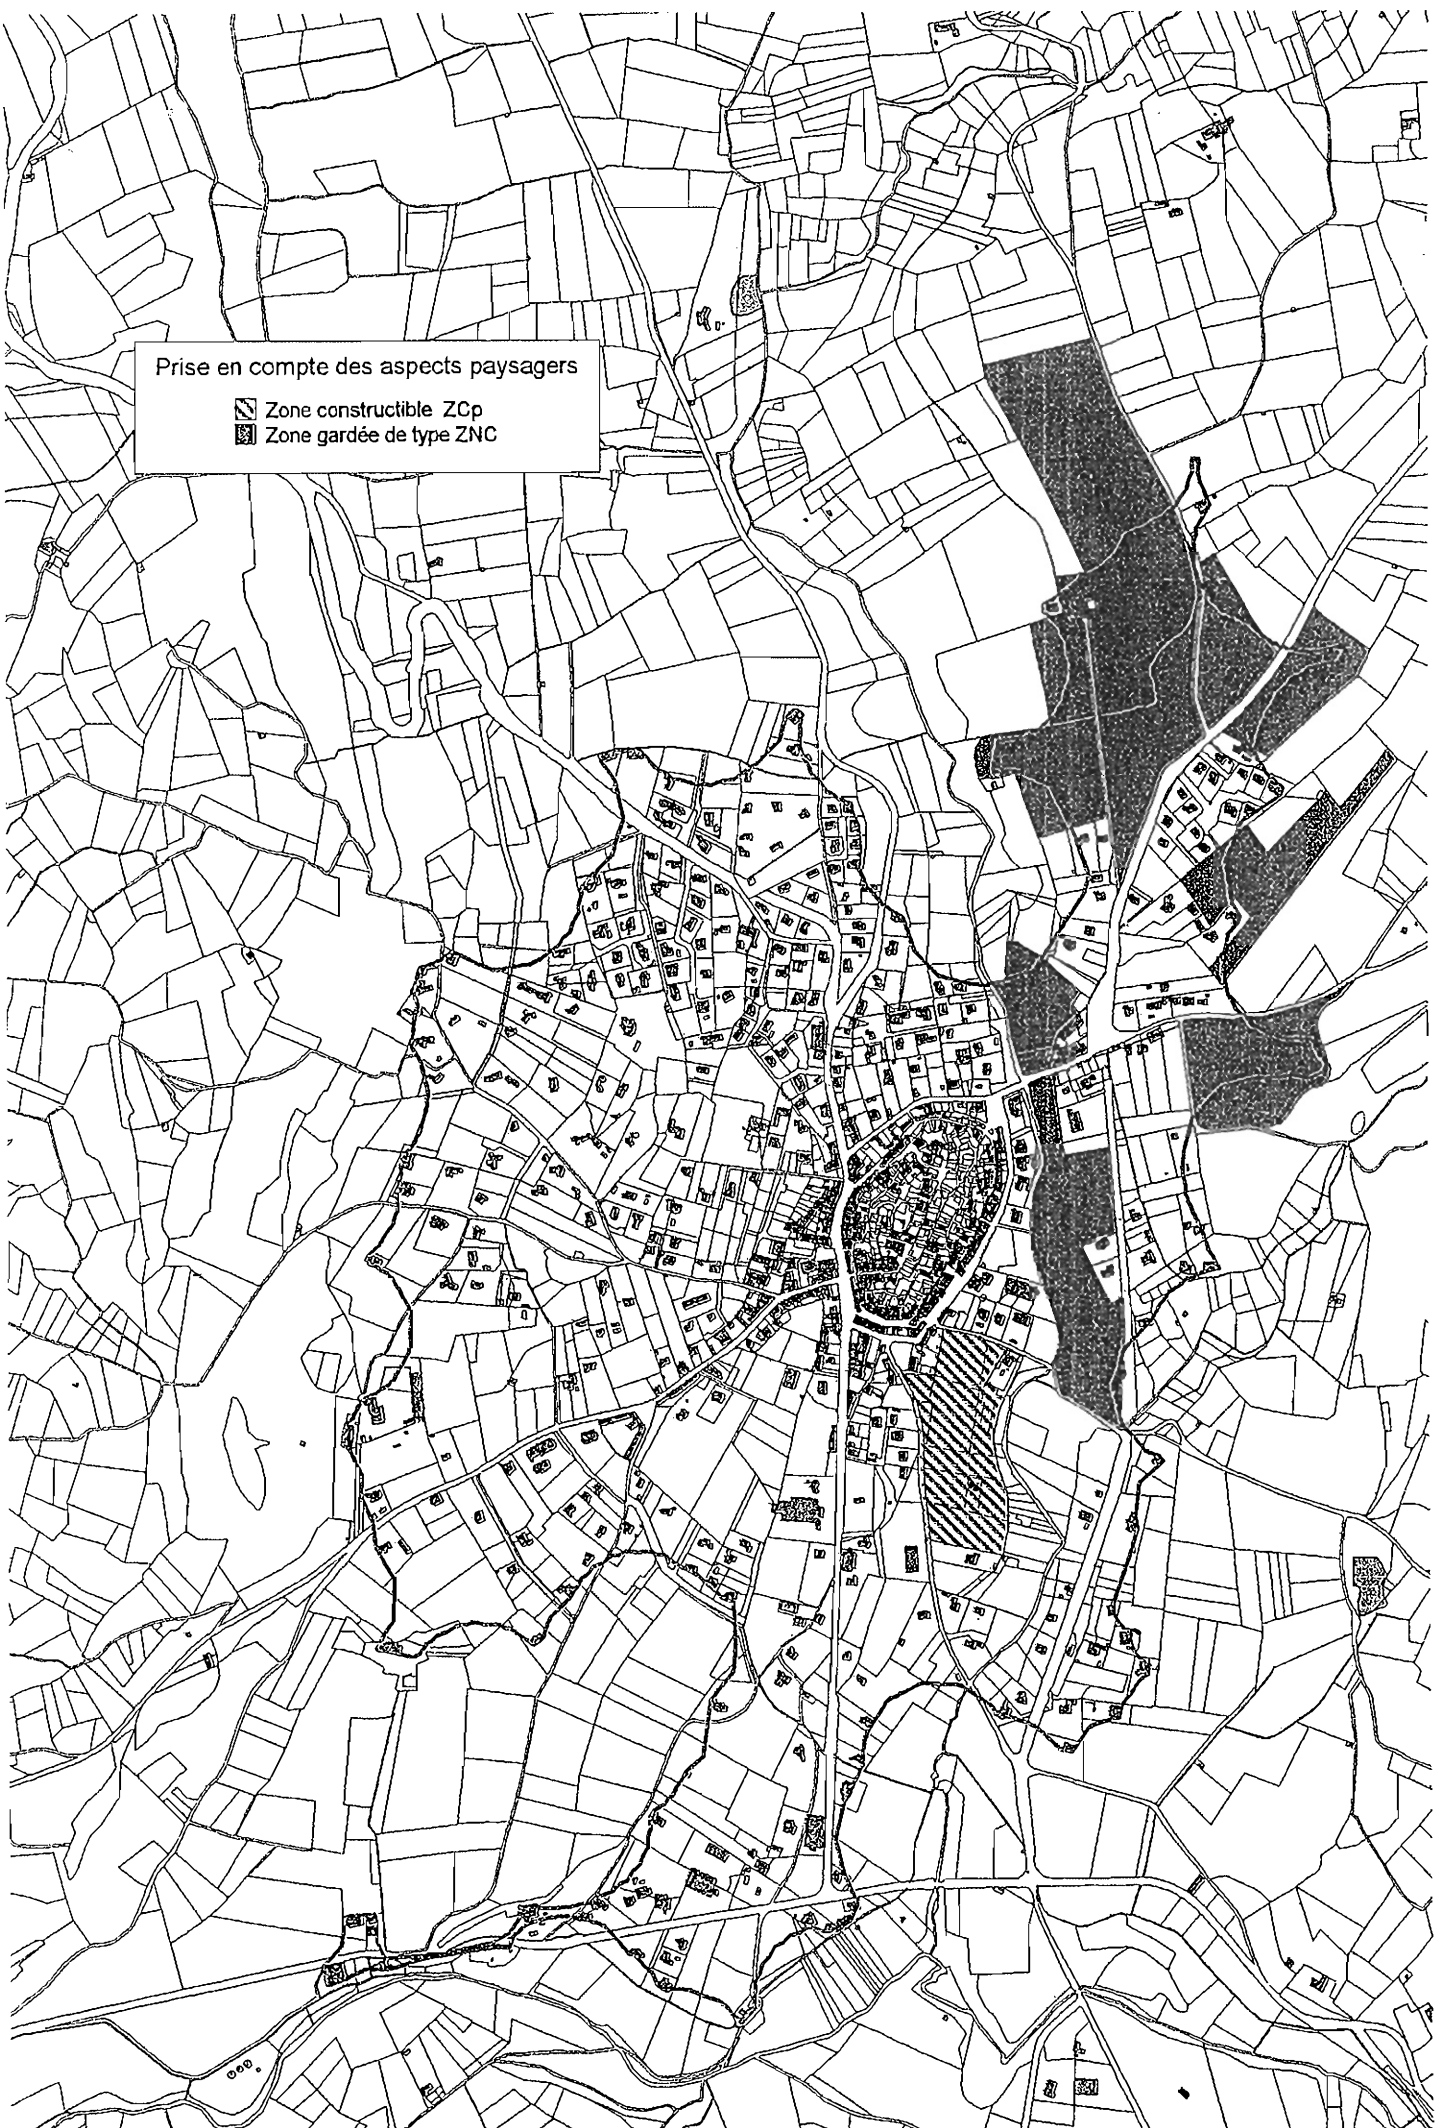 Prise en compte des aspects paysagers
Zone constructible ZCp
Zone gardée de type ZNC